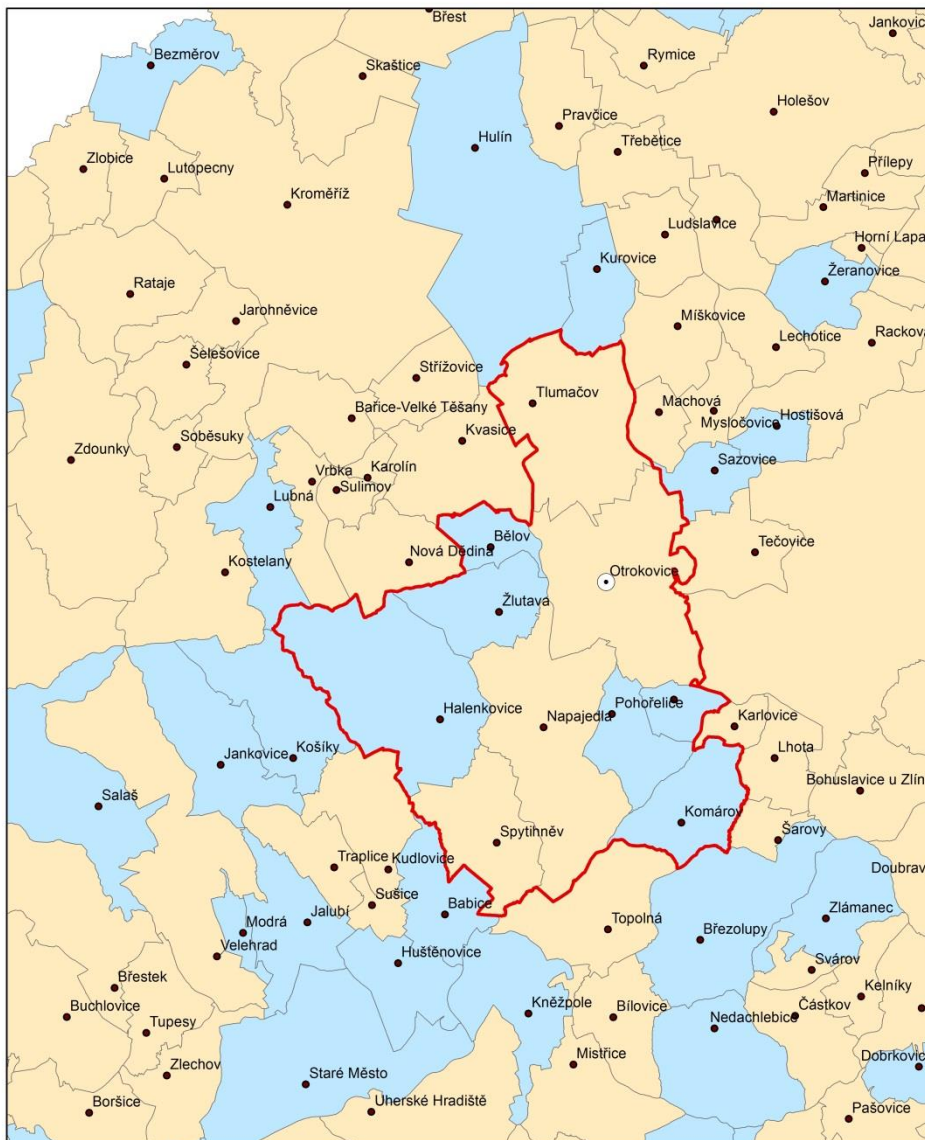 Břest
Jankovic
Bezměrov
Rymice
Skaštice
Holešov
Pravčice
Hulín
Třebětice
Zlobice
Přílepy
Lutopecny
Martinice
Kroměříž
Ludslavice
Horní Lapa
Kurovice
Žeranovice
Rataje
Jarohněvice
Míškovice
Rackova
Lechotice
Šelešovice
Střížovice
Tlumačov
Machová
Bařice-Velké Těšany
Hostišová
Mysločovice
Kvasice
Soběsuky
Zdounky
Sazovice
Vrbka
Karolín
Sulimov
Lubná
Bělov
Tečovice
Nová Dědina
Kostelany
Otrokovice
Žlutava
Pohořelice
Halenkovice
Napajedla
Karlovice
Košíky
Jankovice
Lhota
Bohuslavice u Zlín
Salaš
Komárov
Spytihněv
Šarovy
Traplice
Kudlovice
Doubrav
Sušice
Babice
Zlámanec
Modrá
Jalubí
Topolná
Březolupy
Velehrad
Huštěnovice
Svárov
Břestek
Kelníky
Kněžpole
Buchlovice
Bílovice
Částkov
Nedachlebice
Tupesy
Mistřice
Dobrkovic
Zlechov
Staré Město
Boršice
Uherské Hradiště
Pašovice